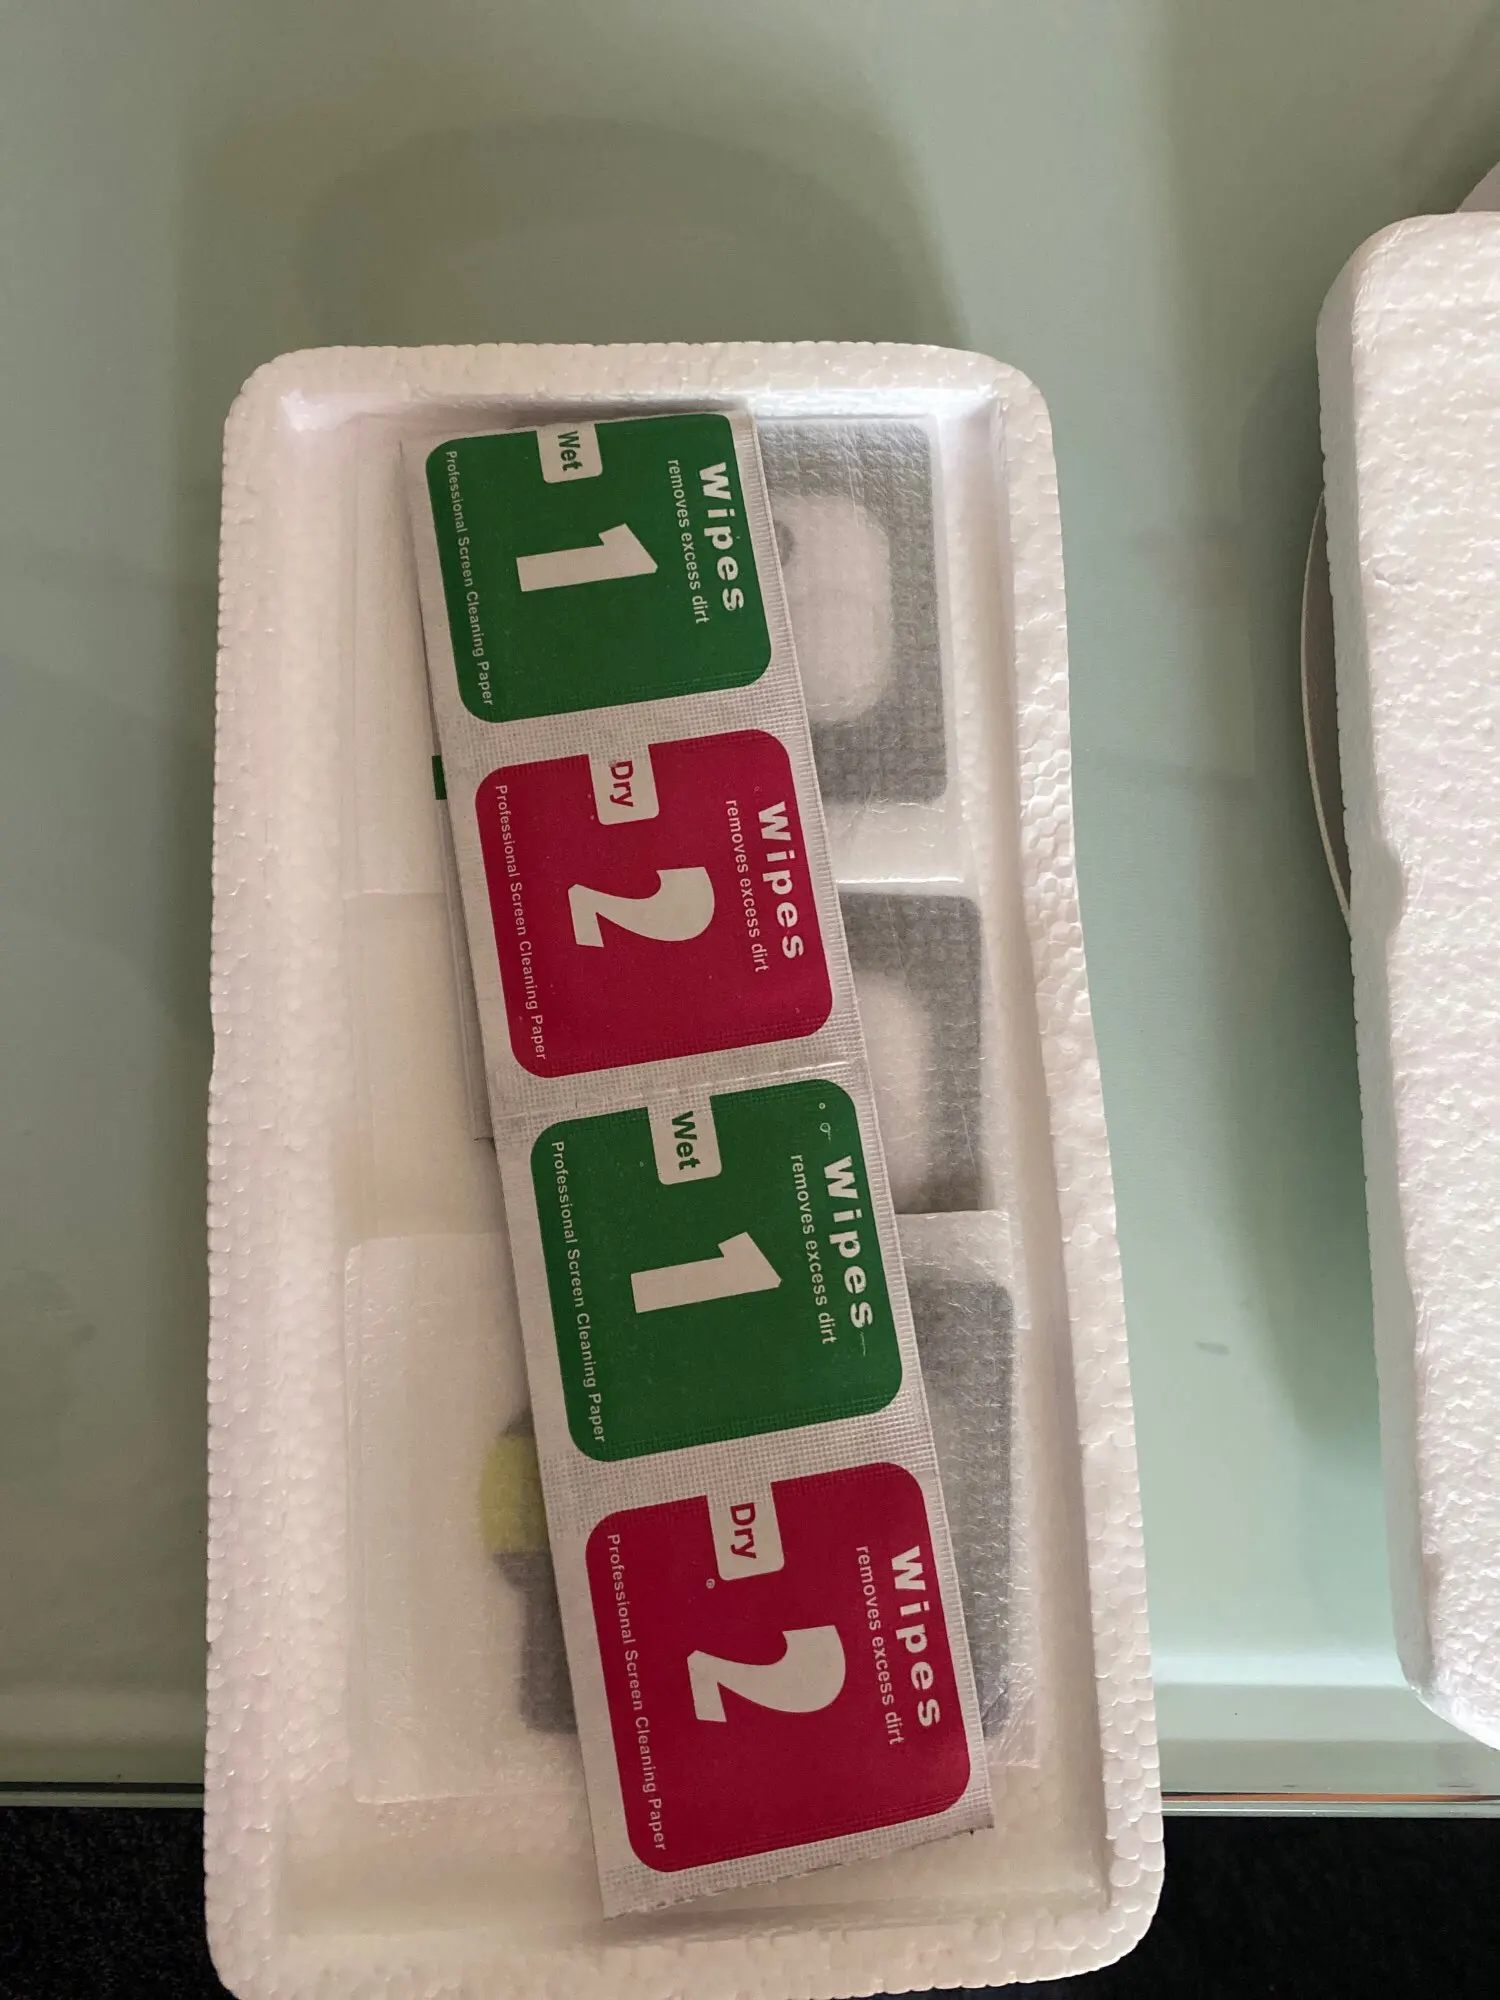 Wipes
removes excess dirt
Wet
1
Professional Screen Cleaning Paper
Wipes
removes excess dirt
Dry
2
Professional Screen Cleaning Paper
Wipes
removes excess dirt
Wet
1
Professional Screen Cleaning Paper
Wipes
removes excess dirt
Dry
2
Professional Screen Cleaning Paper